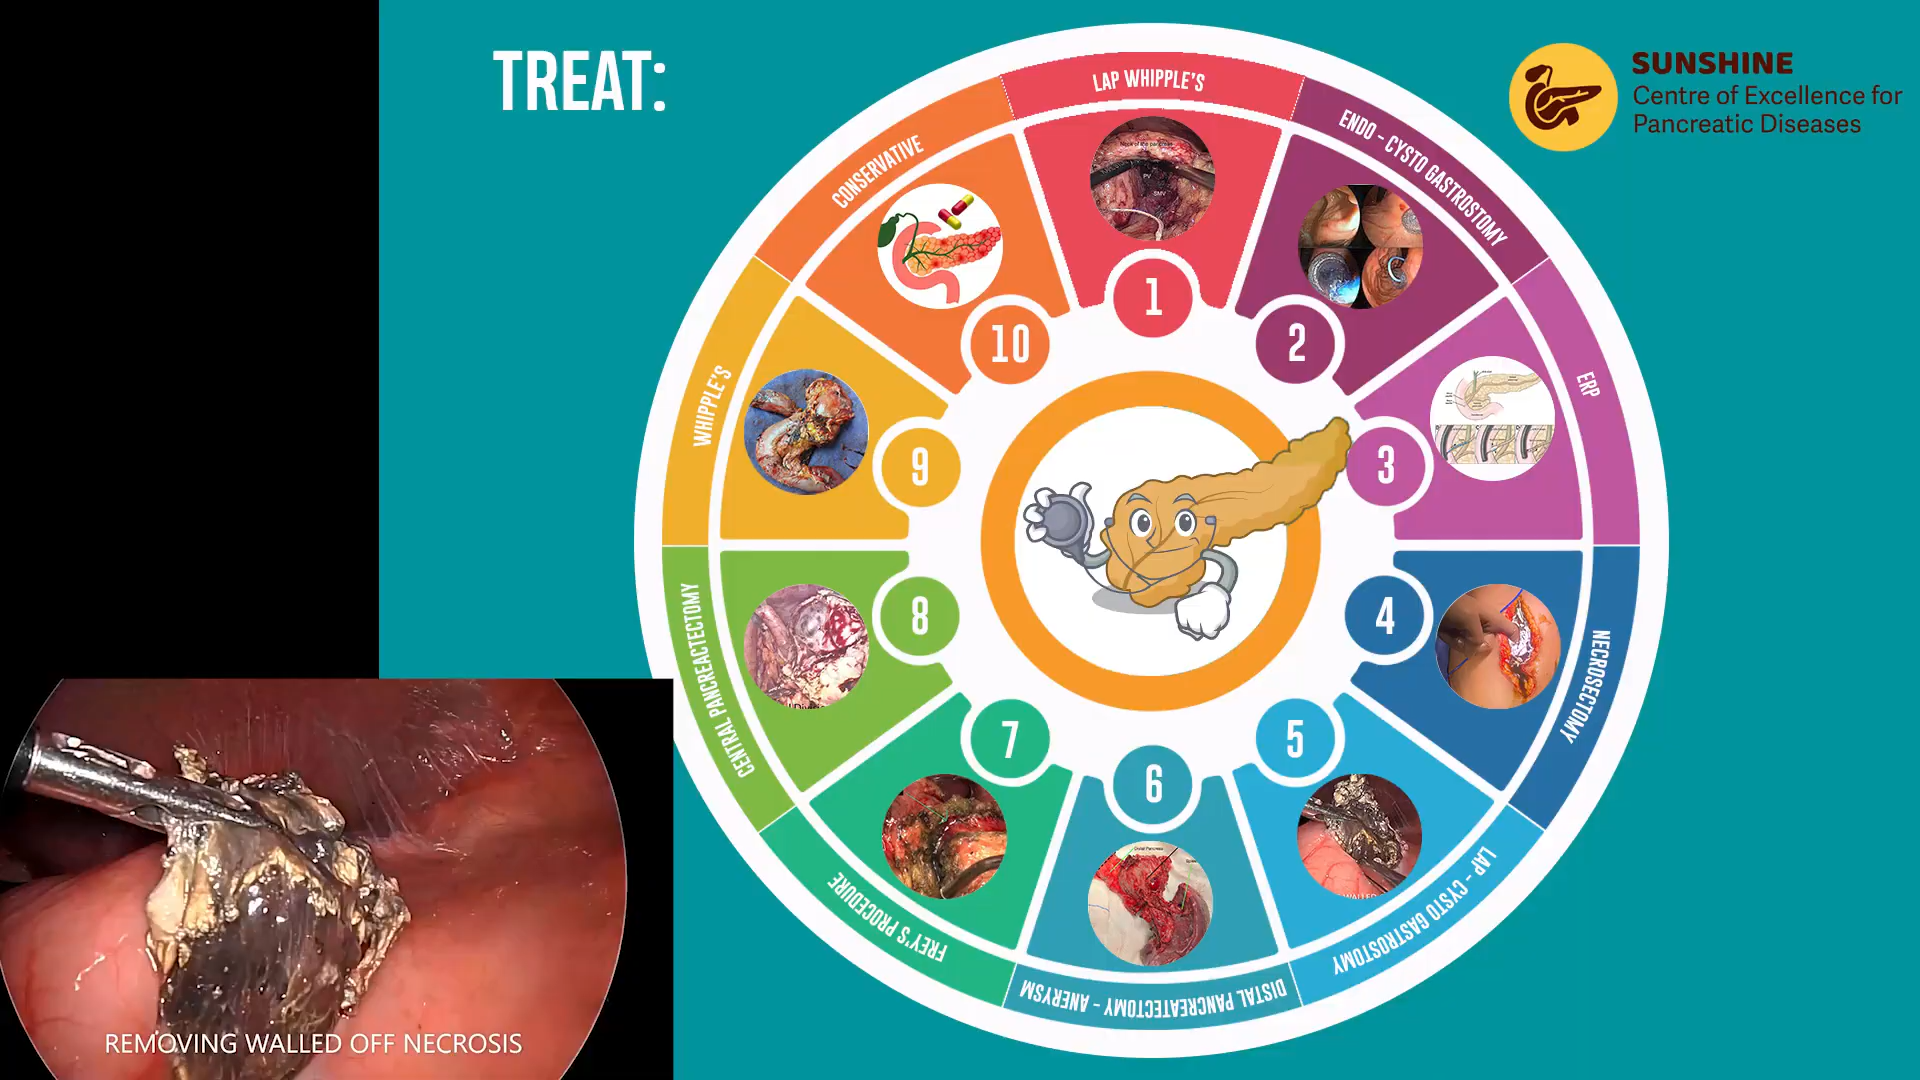 TREAT:
SUNSHINE
Centre of Excellence for
Pancreatic Diseases
LAP WHIPPLE'S
1
ENDO - CYSTO GASTROSTOMY
2
ERP
3
NECROSECTOMY
4
LAP - CYSTO GASTROSTOMY
5
DISTAL PANCREATECTOMY - ANERYSM
6
FREY'S PROCEDURE
7
CENTRAL PANCREACTECTOMY
8
WHIPPLE'S
9
CONSERVATIVE
10
REMOVING WALLED OFF NECROSIS